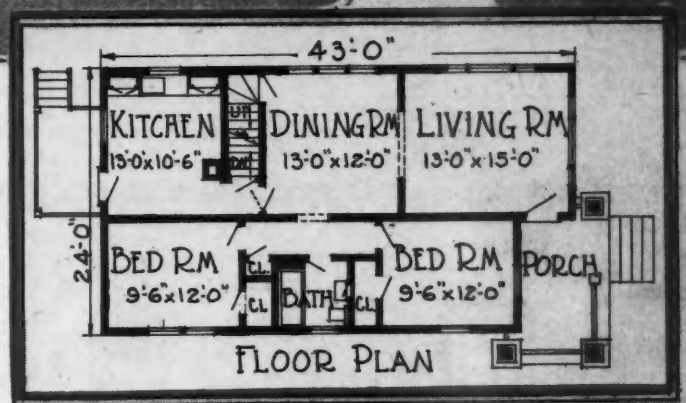 43'-0"
KITCHEN
13'-0"x10'-6"
UP
DN
DINING RM
13'-0"x12'-0"
LIVING RM
13'-0"x15'-0"
24'-0"
BED RM
9'-6"x12'-0"
CL.
CL.
BATH
CL.
BED RM
9'-6"x12'-0"
PORCH
FLOOR PLAN